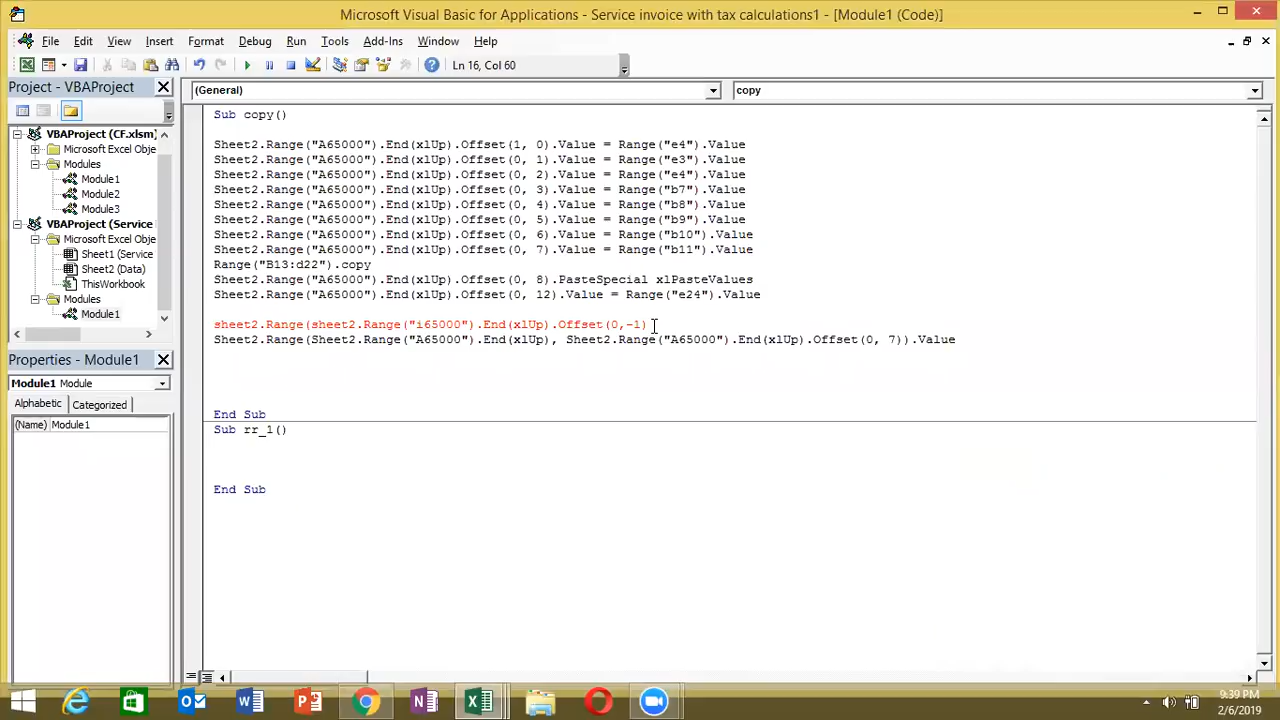 Microsoft Visual Basic for Applications - Service invoice with tax calculations1 - [Module1 (Code)]
File Edit View Insert Format Debug Run Tools Add-Ins Window Help
Ln 16, Col 60
Project - VBAProject
(General)
copy
VBAProject (CF.xlsm)
Microsoft Excel Obje
Modules
Module1
Module2
Module3
VBAProject (Service
Microsoft Excel Obje
Sheet1 (Service
Sheet2 (Data)
ThisWorkbook
Modules
Module1
Properties - Module1
Module1 Module
Alphabetic Categorized
(Name) Module1
Sub copy()
Sheet2.Range("A65000").End(xlUp).Offset(1, 0).Value = Range("e4").Value
Sheet2.Range("A65000").End(xlUp).Offset(0, 1).Value = Range("e3").Value
Sheet2.Range("A65000").End(xlUp).Offset(0, 2).Value = Range("e4").Value
Sheet2.Range("A65000").End(xlUp).Offset(0, 3).Value = Range("b7").Value
Sheet2.Range("A65000").End(xlUp).Offset(0, 4).Value = Range("b8").Value
Sheet2.Range("A65000").End(xlUp).Offset(0, 5).Value = Range("b9").Value
Sheet2.Range("A65000").End(xlUp).Offset(0, 6).Value = Range("b10").Value
Sheet2.Range("A65000").End(xlUp).Offset(0, 7).Value = Range("b11").Value
Range("B13:d22").copy
Sheet2.Range("A65000").End(xlUp).Offset(0, 8).PasteSpecial xlPasteValues
Sheet2.Range("A65000").End(xlUp).Offset(0, 12).Value = Range("e24").Value
sheet2.Range(sheet2.Range("i65000").End(xlUp).Offset(0,-1)
Sheet2.Range(Sheet2.Range("A65000").End(xlUp), Sheet2.Range("A65000").End(xlUp).Offset(0, 7)).Value
End Sub
Sub rr_1()
End Sub
9:39 PM
2/6/2019